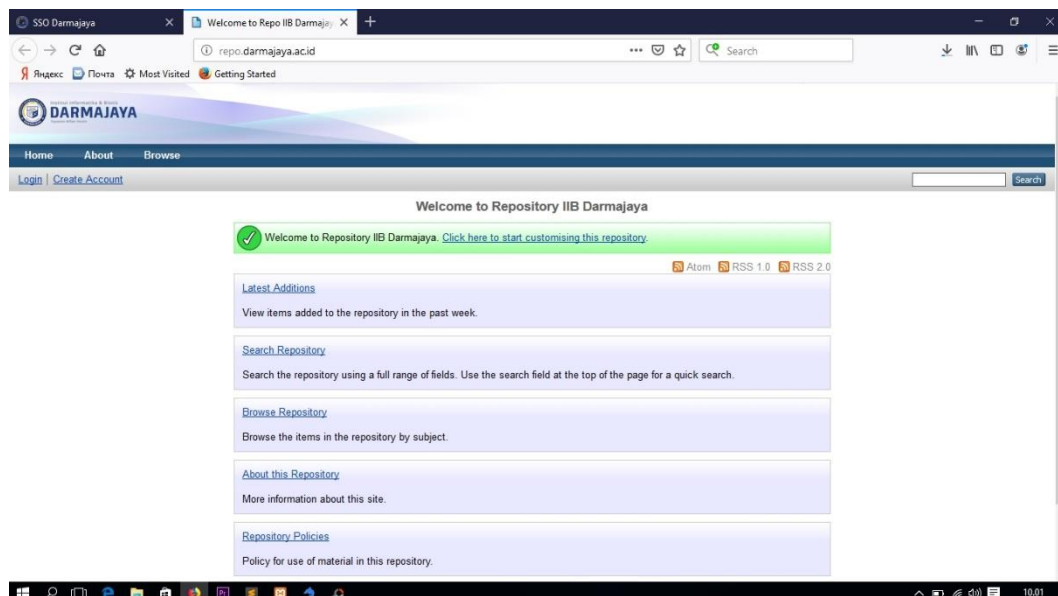 SSO Darmajaya
Welcome to Repo IIB Darmajay
repo.darmajaya.ac.id
Search
Яндекс Почта Most Visited Getting Started
DARMAJAYA
Home About Browse
Login | Create Account
Search
Welcome to Repository IIB Darmajaya
Welcome to Repository IIB Darmajaya. Click here to start customising this repository.
Atom RSS 1.0 RSS 2.0
Latest Additions
View items added to the repository in the past week.
Search Repository
Search the repository using a full range of fields. Use the search field at the top of the page for a quick search.
Browse Repository
Browse the items in the repository by subject.
About this Repository
More information about this site.
Repository Policies
Policy for use of material in this repository.
10.01